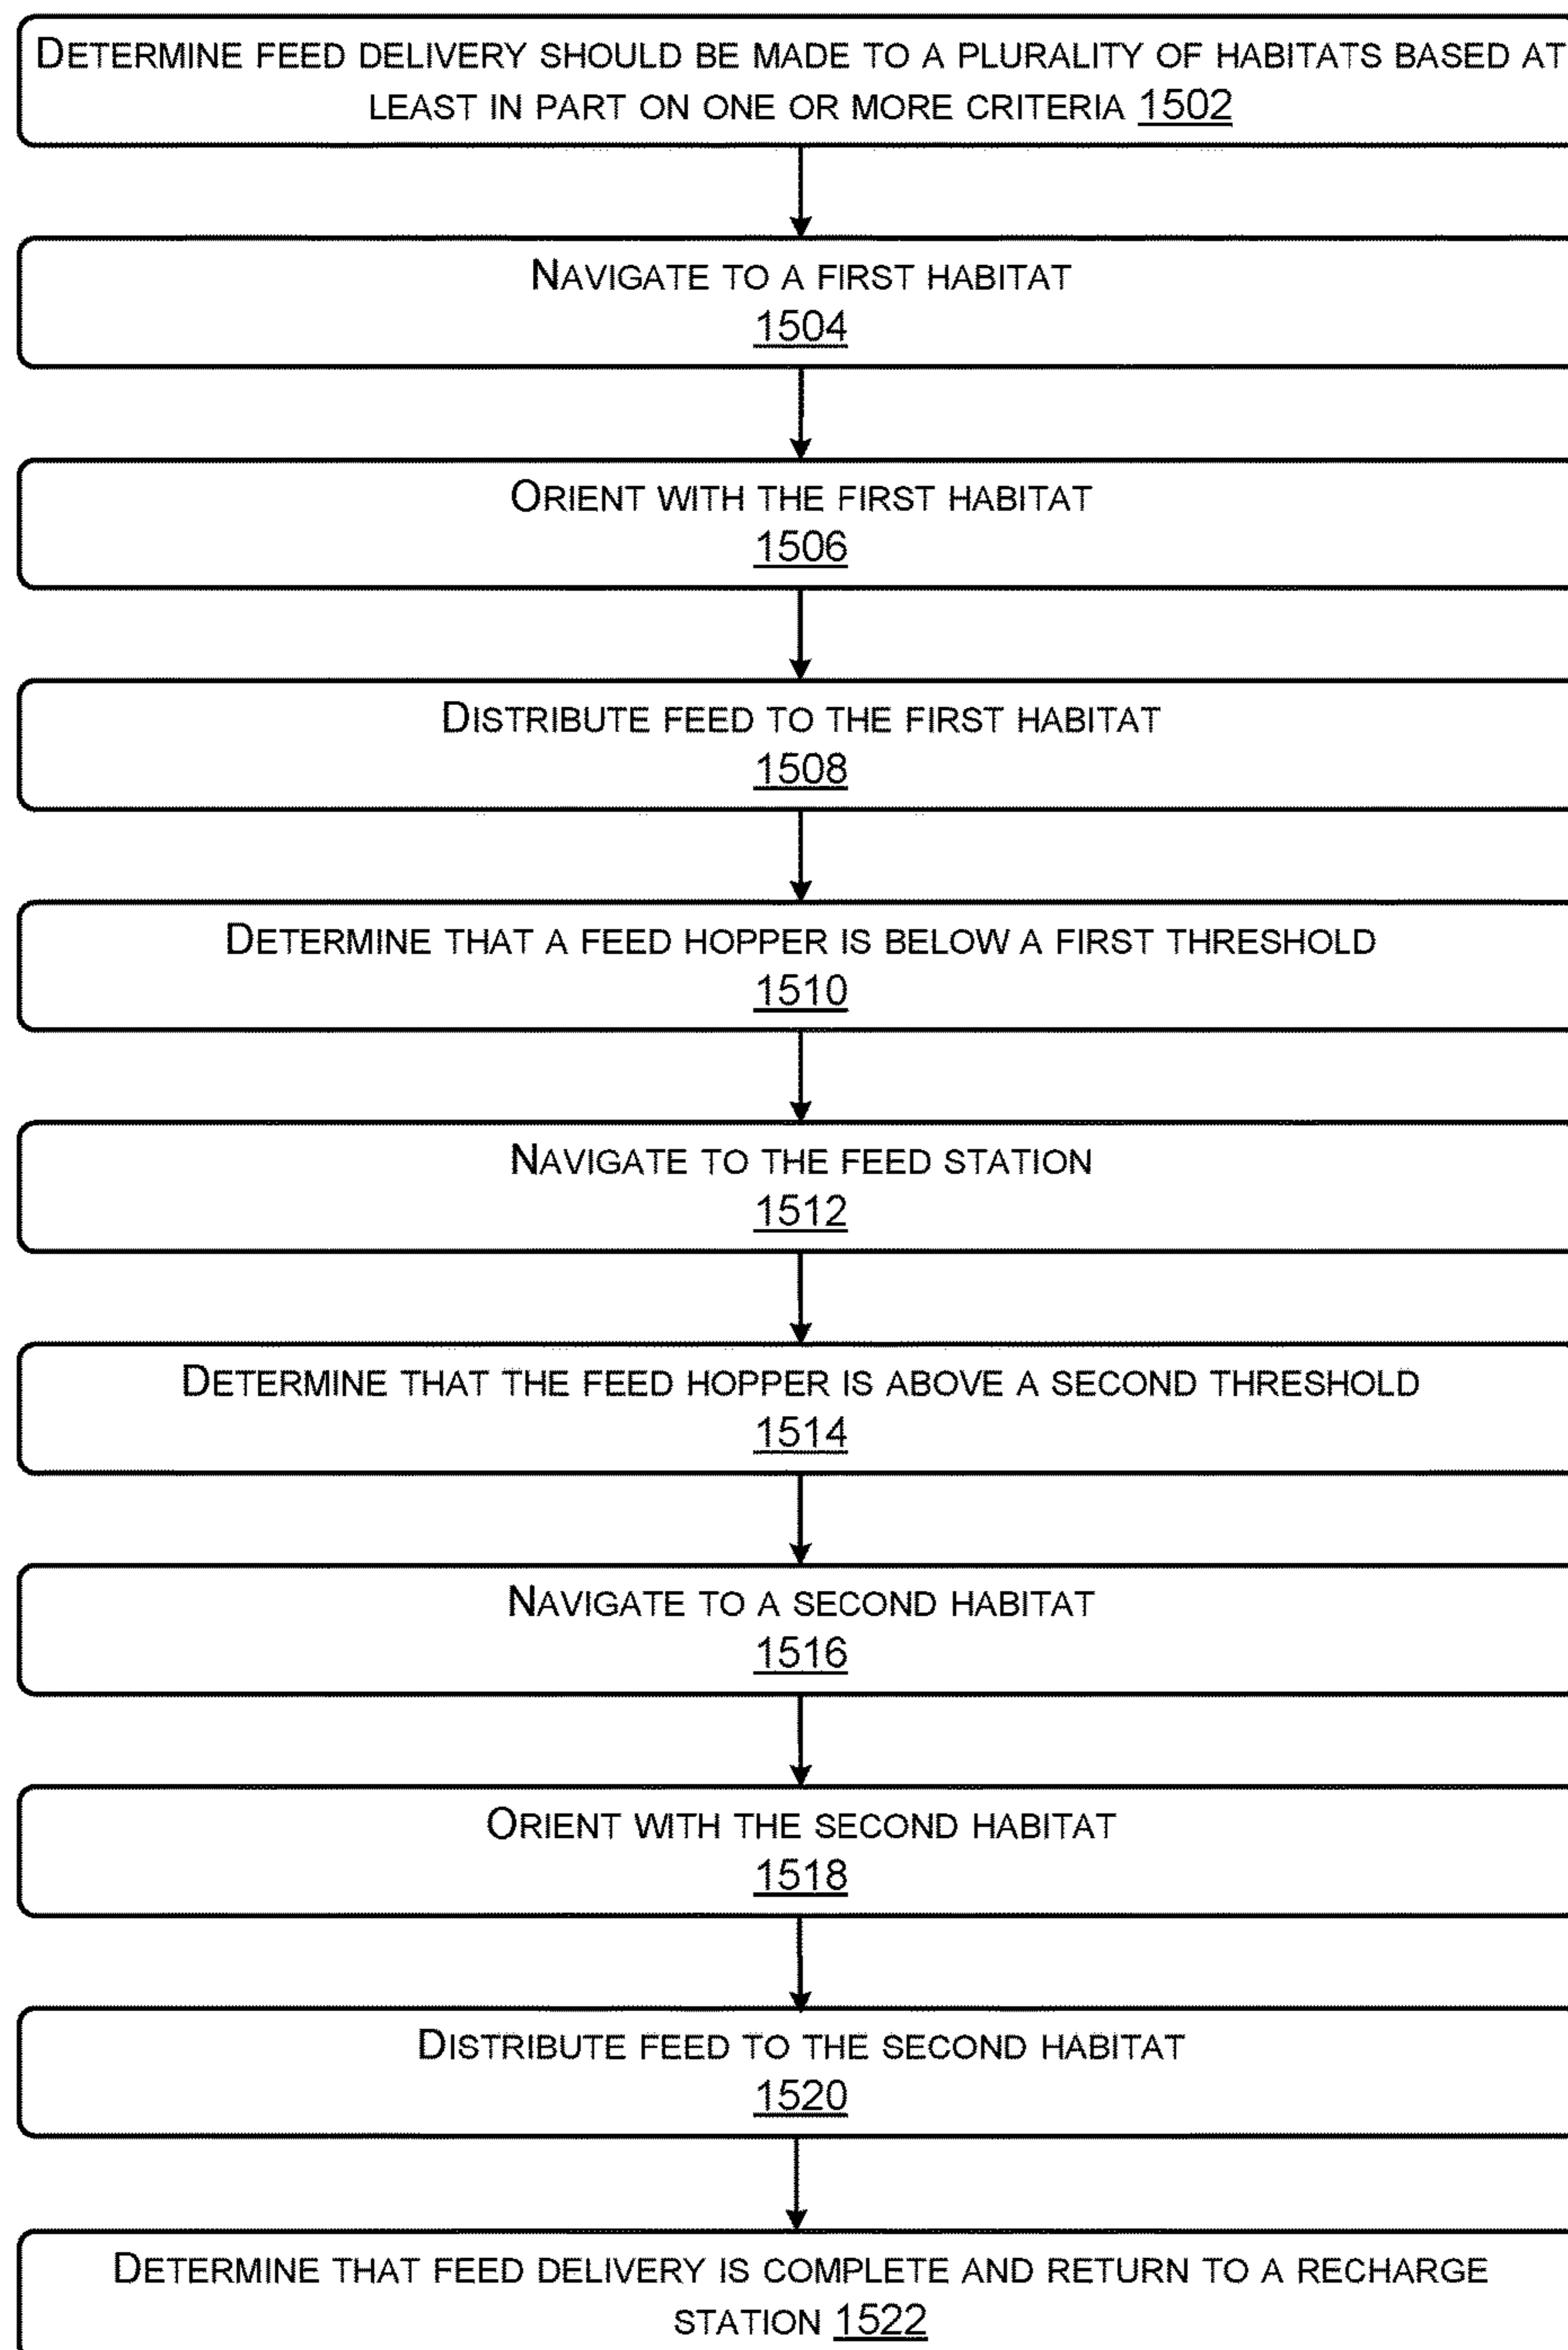 DETERMINE FEED DELIVERY SHOULD BE MADE TO A PLURALITY OF HABITATS BASED AT
LEAST IN PART ON ONE OR MORE CRITERIA 1502
NAVIGATE TO A FIRST HABITAT
1504
ORIENT WITH THE FIRST HABITAT
1506
DISTRIBUTE FEED TO THE FIRST HABITAT
1508
DETERMINE THAT A FEED HOPPER IS BELOW A FIRST THRESHOLD
1510
NAVIGATE TO THE FEED STATION
1512
DETERMINE THAT THE FEED HOPPER IS ABOVE A SECOND THRESHOLD
1514
NAVIGATE TO A SECOND HABITAT
1516
ORIENT WITH THE SECOND HABITAT
1518
DISTRIBUTE FEED TO THE SECOND HABITAT
1520
DETERMINE THAT FEED DELIVERY IS COMPLETE AND RETURN TO A RECHARGE
STATION 1522